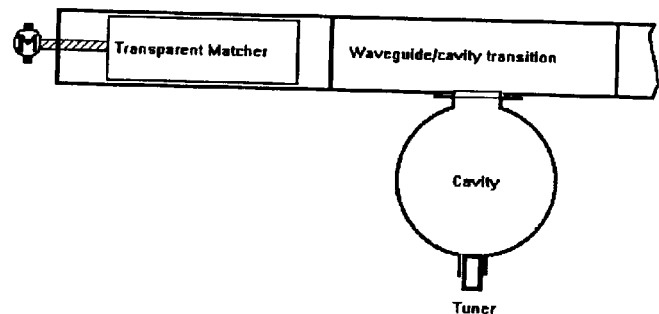 M
Transparent Matcher
Waveguide/cavity transition
Cavity
Tuner